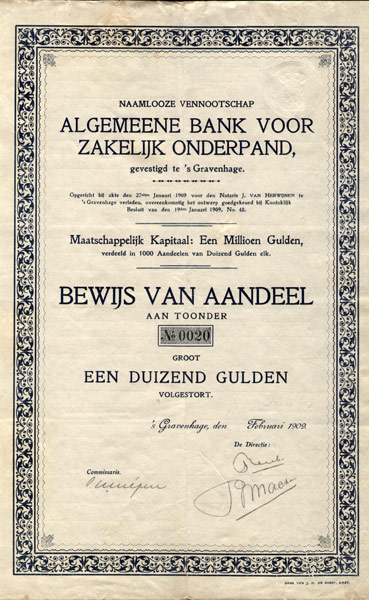 NAAMLOOZE VENNOOTSCHAP
ALGEMEENE BANK VOOR
ZAKELIJK ONDERPAND,
gevestigd te 's Gravenhage.
Opgericht bij akte den 27sten Januari 1909 voor den Notaris J. VAN HERWIJNEN te
's Gravenhage verleden, overeenkomstig het ontwerp goedgekeurd bij Koninklijk
Besluit van den 19den Januari 1909, No. 48.
Maatschappelijk Kapitaal: Een Millioen Gulden,
verdeeld in 1000 Aandeelen van Duizend Gulden elk.
BEWIJS VAN AANDEEL
AAN TOONDER
No 0020
GROOT
EEN DUIZEND GULDEN
VOLGESTORT.
's Gravenhage, den Februari 1909.
De Directie:
Commissaris.